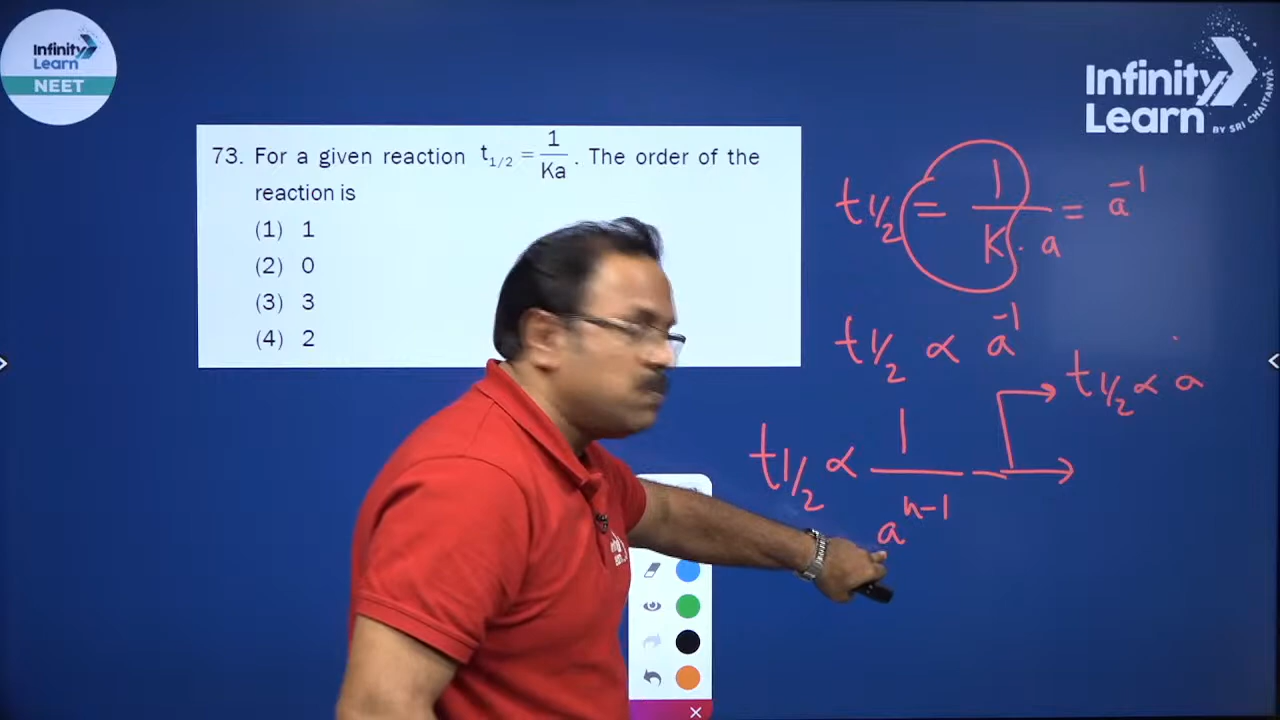 Infinity
Learn
NEET
Infinity
Learn
BY SRI CHAITANYA
73. For a given reaction t1/2 = 1/Ka. The order of the
reaction is
(1) 1
(2) 0
(3) 3
(4) 2
t1/2 = 1/K.a = a^-1
t1/2 ∝ a^-1
t1/2 ∝ a
t1/2 ∝ 1/a^n-1